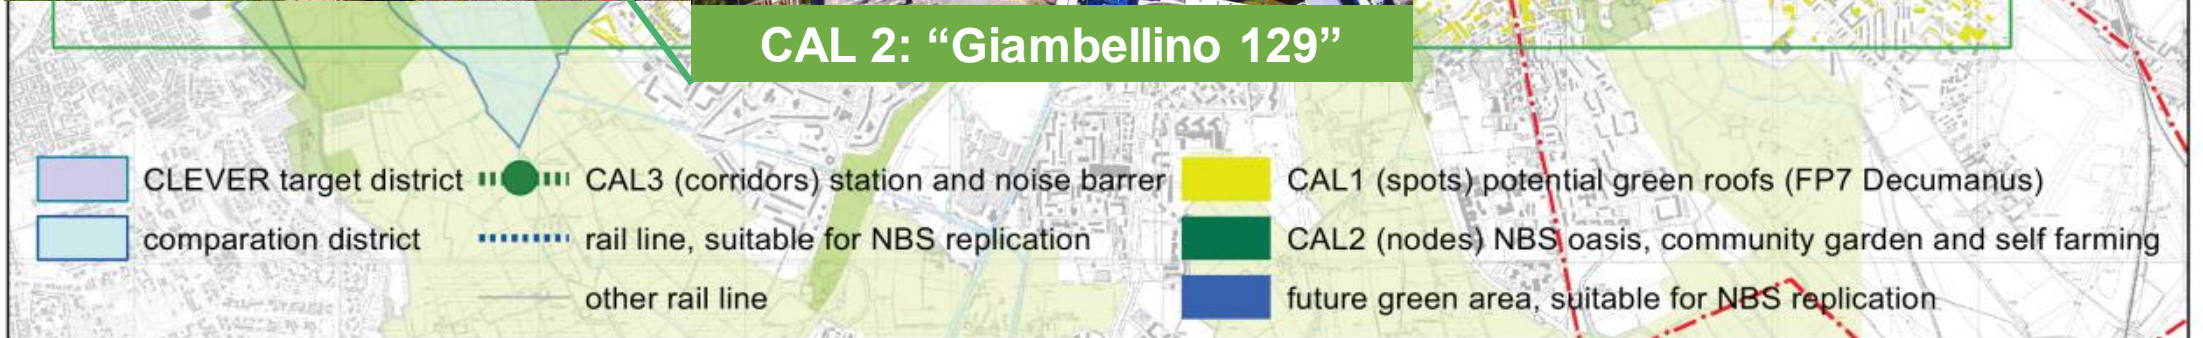 CAL 2: “Giambellino 129”
CLEVER target district
comparation district
CAL3 (corridors) station and noise barrer
rail line, suitable for NBS replication
other rail line
CAL1 (spots) potential green roofs (FP7 Decumanus)
CAL2 (nodes) NBS oasis, community garden and self farming
future green area, suitable for NBS replication